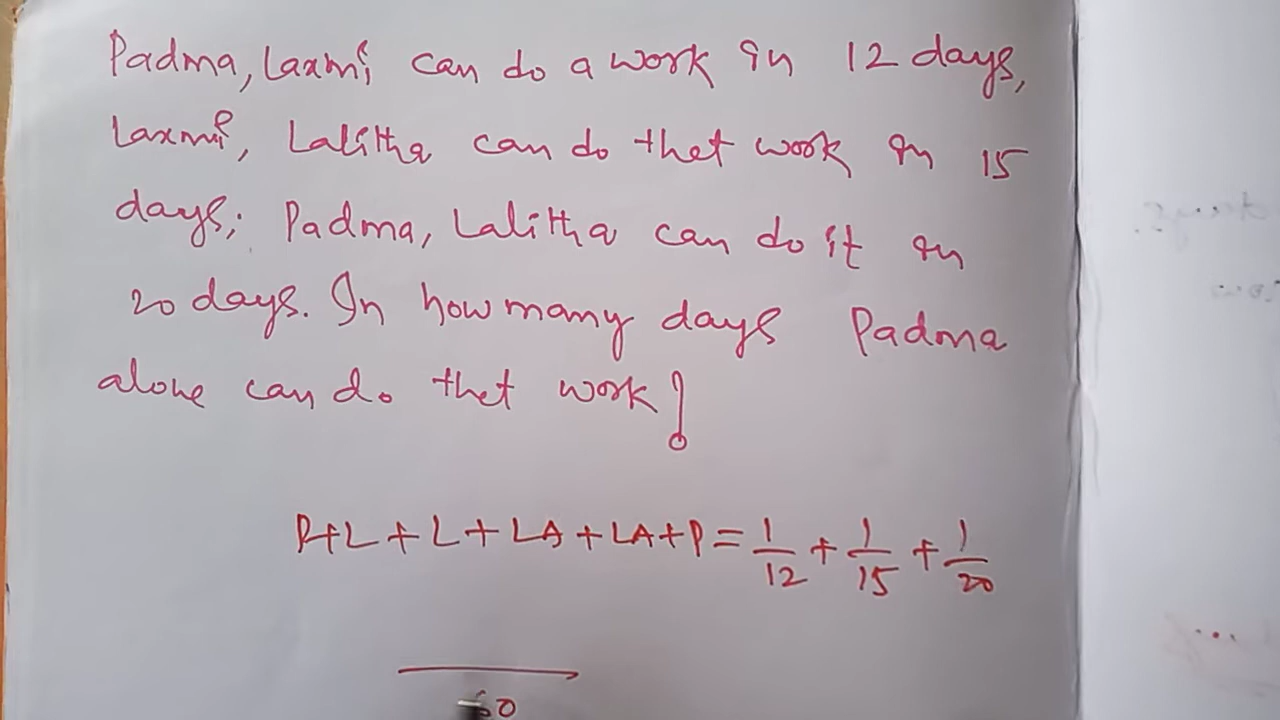 Padma, Laxmi can do a work in 12 days,
Laxmi, Lalitha can do thet work in 15
days; Padma, Lalitha can do it in
20 days. In how many days Padma
alone can do thet work?
P+L + L + LA + LA + P = 1/12 + 1/15 + 1/20
60